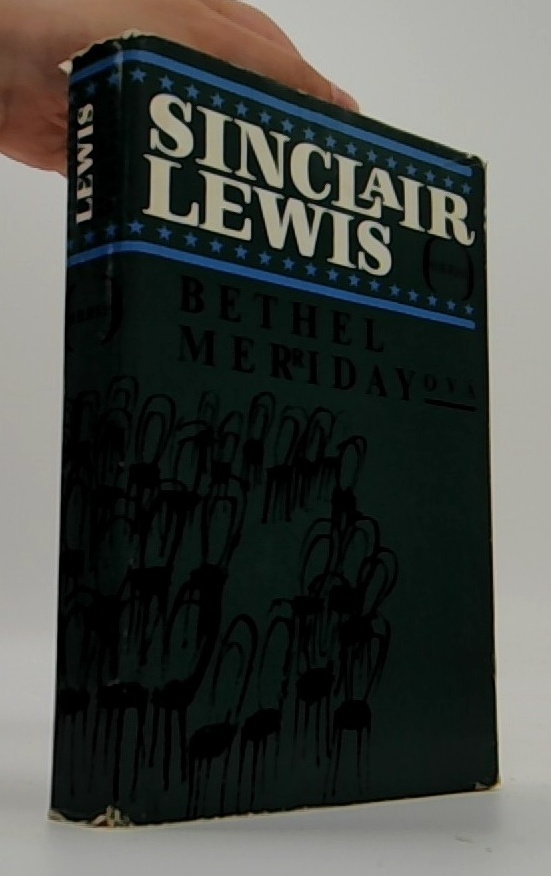 LEWIS
SINCLAIR
LEWIS
BETHEL
MERRIDAYOVÁ